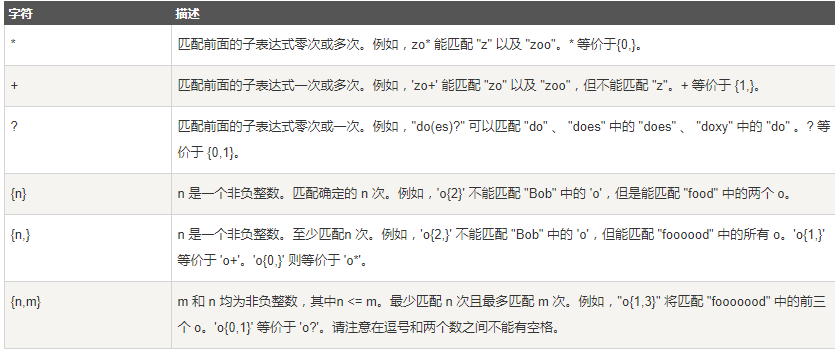 字符 描述
* 匹配前面的子表达式零次或多次。例如，zo* 能匹配 "z" 以及 "zoo"。* 等价于{0,}。
+ 匹配前面的子表达式一次或多次。例如，'zo+' 能匹配 "zo" 以及 "zoo"，但不能匹配 "z"。+ 等价于 {1,}。
? 匹配前面的子表达式零次或一次。例如，"do(es)?" 可以匹配 "do" 、 "does" 中的 "does" 、 "doxy" 中的 "do" 。? 等
价于 {0,1}。
{n} n 是一个非负整数。匹配确定的 n 次。例如，'o{2}' 不能匹配 "Bob" 中的 'o'，但是能匹配 "food" 中的两个 o。
{n,} n 是一个非负整数。至少匹配n 次。例如，'o{2,}' 不能匹配 "Bob" 中的 'o'，但能匹配 "foooood" 中的所有 o。'o{1,}'
等价于 'o+'。'o{0,}' 则等价于 'o*'。
{n,m} m 和 n 均为非负整数，其中n <= m。最少匹配 n 次且最多匹配 m 次。例如，"o{1,3}" 将匹配 "fooooood" 中的前三
个 o。'o{0,1}' 等价于 'o?'。请注意在逗号和两个数之间不能有空格。